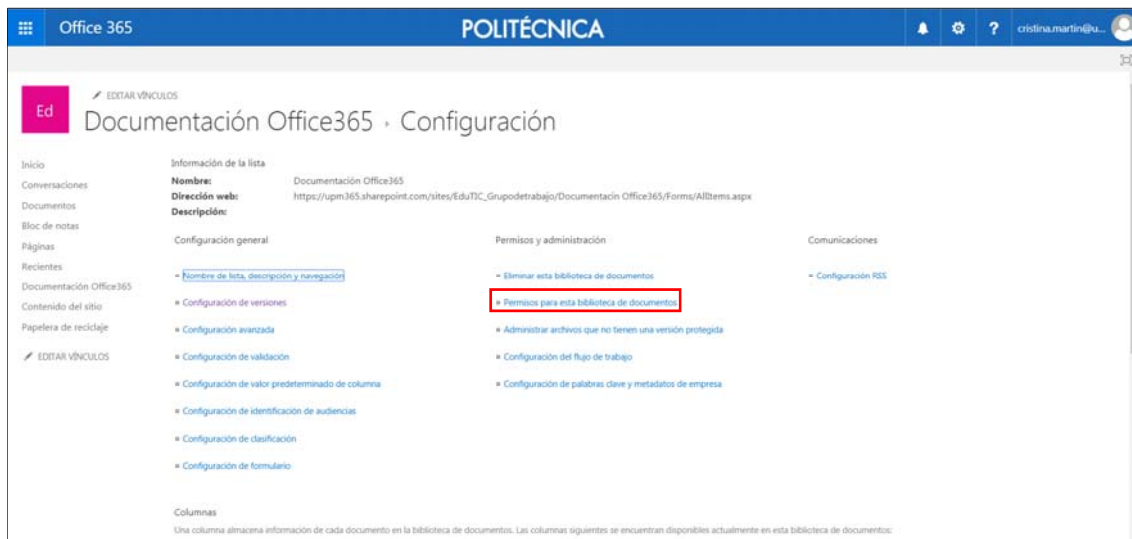 Office 365
POLITÉCNICA
?
cristina.martin@u...
EDITAR VÍNCULOS
Ed
Documentación Office365 › Configuración
Inicio
Conversaciones
Documentos
Bloc de notas
Páginas
Recientes
Documentación Office365
Contenido del sitio
Papelera de reciclaje
EDITAR VÍNCULOS
Información de la lista
Nombre: Documentación Office365
Dirección web: https://upm365.sharepoint.com/sites/EduTIC_Grupodetrabajo/Documentacin Office365/Forms/AllItems.aspx
Descripción:
Configuración general
Nombre de lista, descripción y navegación
Configuración de versiones
Configuración avanzada
Configuración de validación
Configuración de valor predeterminado de columna
Configuración de identificación de audiencias
Configuración de clasificación
Configuración de formulario
Permisos y administración
Eliminar esta biblioteca de documentos
Permisos para esta biblioteca de documentos
Administrar archivos que no tienen una versión protegida
Configuración del flujo de trabajo
Configuración de palabras clave y metadatos de empresa
Comunicaciones
Configuración RSS
Columnas
Una columna almacena información de cada documento en la biblioteca de documentos. Las columnas siguientes se encuentran disponibles actualmente en esta biblioteca de documentos: